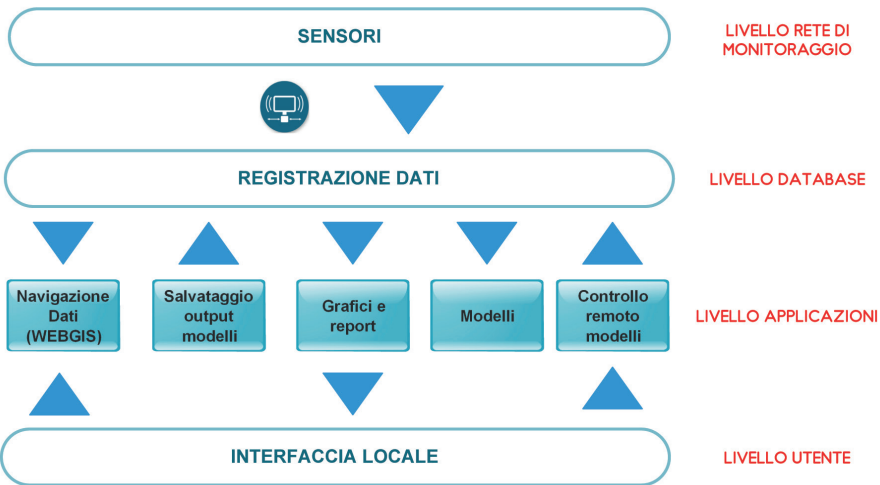 SENSORI
LIVELLO RETE DI
MONITORAGGIO
REGISTRAZIONE DATI
LIVELLO DATABASE
Navigazione
Dati
(WEBGIS)
Salvataggio
output
modelli
Grafici e
report
Modelli
Controllo
remoto
modelli
LIVELLO APPLICAZIONI
INTERFACCIA LOCALE
LIVELLO UTENTE